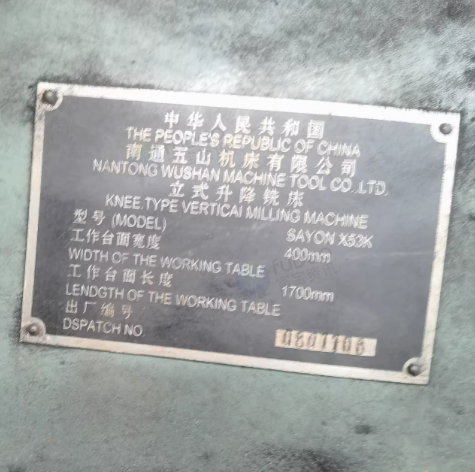 中华人民共和国
THE PEOPLE'S REPUBLIC OF CHINA
南通五山机床有限公司
NANTONG WUSHAN MACHINE TOOL CO.,LTD.
立式升降铣床
KNEE.TYPE VERTICAI MILLING MACHINE
型号 (MODEL) SAYON X53K
工作台面宽度 400mm
WIDTH OF THE WORKING TABLE
工作台面长度 1700mm
LENDGTH OF THE WORKING TABLE
出厂编号
DSPATCH NO.